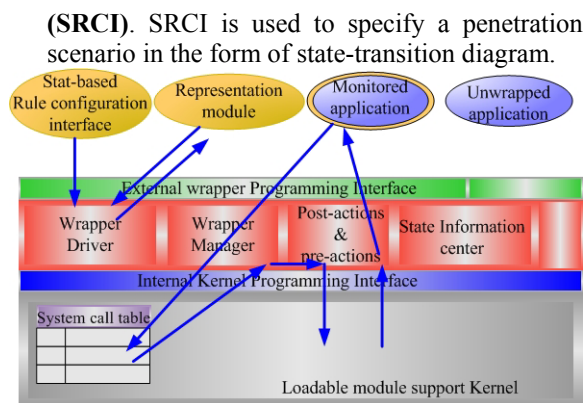 (SRCI). SRCI is used to specify a penetration
scenario in the form of state-transition diagram.
Stat-based
Rule configuration
interface
Representation
module
Monitored
application
Unwrapped
application
External wrapper Programming Interface
Wrapper
Driver
Wrapper
Manager
Post-actions
&
pre-actions
State Information
center
Internal Kernel Programming Interface
System call table
Loadable module support Kernel